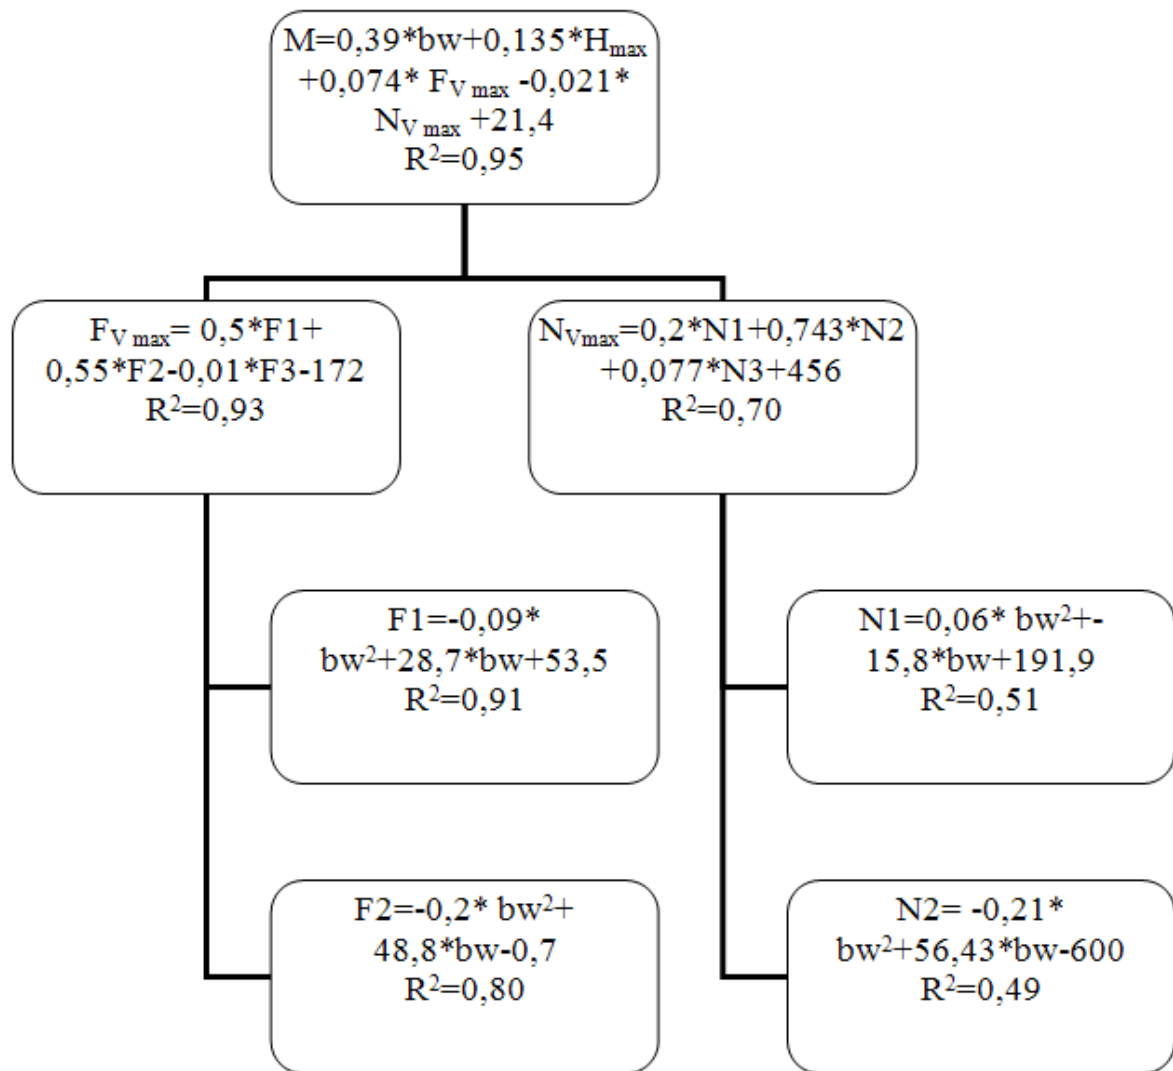 M=0,39*bw+0,135*Hmax
+0,074* FV max -0,021*
NV max +21,4
R²=0,95
FV max= 0,5*F1+
0,55*F2-0,01*F3-172
R²=0,93
NVmax=0,2*N1+0,743*N2
+0,077*N3+456
R²=0,70
F1=-0,09*
bw²+28,7*bw+53,5
R²=0,91
N1=0,06* bw²+-
15,8*bw+191,9
R²=0,51
F2=-0,2* bw²+
48,8*bw-0,7
R²=0,80
N2= -0,21*
bw²+56,43*bw-600
R²=0,49